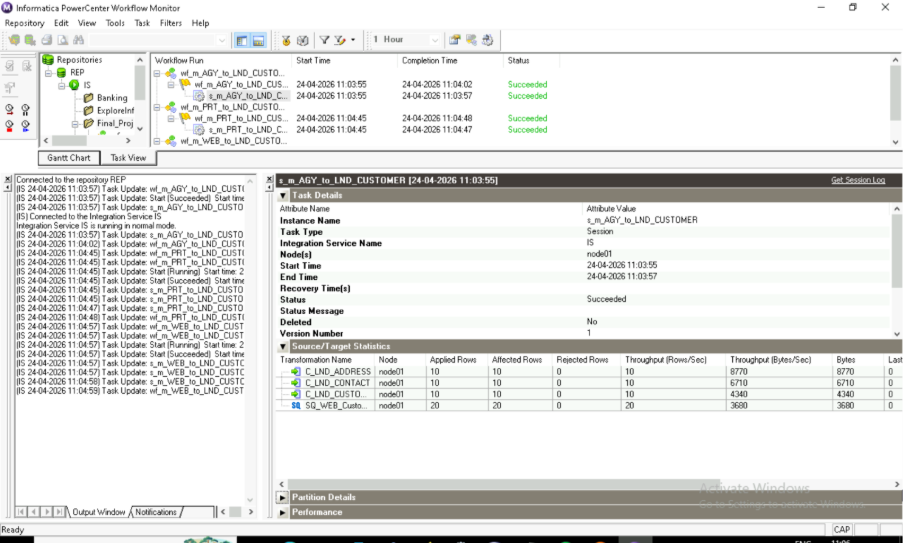 Informatica PowerCenter Workflow Monitor
Repository Edit View Tools Task Filters Help
1 Hour
Repositories
REP
IS
Banking
ExploreInf
Final_Proj
Workflow Run Start Time Completion Time Status
wf_m_AGY_to_LND_CUSTO...
wf_m_AGY_to_LND_CUS... 24-04-2026 11:03:55 24-04-2026 11:04:02 Succeeded
s_m_AGY_to_LND_C... 24-04-2026 11:03:55 24-04-2026 11:03:57 Succeeded
wf_m_PRT_to_LND_CUSTO...
wf_m_PRT_to_LND_CUS... 24-04-2026 11:04:45 24-04-2026 11:04:48 Succeeded
s_m_PRT_to_LND_C... 24-04-2026 11:04:45 24-04-2026 11:04:47 Succeeded
wf_m_WEB_to_LND_CUSTO...
Gantt Chart Task View
Connected to the repository REP
(IS 24-04-2026 11:03:57) Task Update: wf_m_AGY_to_LND_CUST(
(IS 24-04-2026 11:03:57) Task Update: Start (Succeeded) Start time
(IS 24-04-2026 11:03:57) Task Update: s_m_AGY_to_LND_CUSTO
(IS) Connected to the Integration Service IS
Integration Service IS is running in normal mode.
(IS 24-04-2026 11:03:57) Task Update: s_m_AGY_to_LND_CUSTO
(IS 24-04-2026 11:04:02) Task Update: wf_m_AGY_to_LND_CUST(
(IS 24-04-2026 11:04:45) Task Update: wf_m_PRT_to_LND_CUST(
(IS 24-04-2026 11:04:45) Task Update: Start (Running) Start time: 2
(IS 24-04-2026 11:04:45) Task Update: Start (Succeeded) Start time
(IS 24-04-2026 11:04:45) Task Update: s_m_PRT_to_LND_CUSTO
(IS 24-04-2026 11:04:45) Task Update: s_m_PRT_to_LND_CUSTO
(IS 24-04-2026 11:04:47) Task Update: s_m_PRT_to_LND_CUSTO
(IS 24-04-2026 11:04:48) Task Update: wf_m_PRT_to_LND_CUST(
(IS 24-04-2026 11:04:57) Task Update: wf_m_WEB_to_LND_CUST
(IS 24-04-2026 11:04:57) Task Update: wf_m_WEB_to_LND_CUST
(IS 24-04-2026 11:04:57) Task Update: Start (Running) Start time: 2
(IS 24-04-2026 11:04:57) Task Update: Start (Succeeded) Start time
(IS 24-04-2026 11:04:57) Task Update: s_m_WEB_to_LND_CUSTC
(IS 24-04-2026 11:04:57) Task Update: s_m_WEB_to_LND_CUSTC
(IS 24-04-2026 11:04:58) Task Update: s_m_WEB_to_LND_CUSTC
(IS 24-04-2026 11:04:59) Task Update: wf_m_WEB_to_LND_CUST
Output Window Notifications
s_m_AGY_to_LND_CUSTOMER [24-04-2026 11:03:55] Get Session Log
Task Details
Attribute Name Attribute Value
Instance Name s_m_AGY_to_LND_CUSTOMER
Task Type Session
Integration Service Name IS
Node(s) node01
Start Time 24-04-2026 11:03:55
End Time 24-04-2026 11:03:57
Recovery Time(s)
Status Succeeded
Status Message
Deleted No
Version Number 1
Source/Target Statistics
Transformation Name Node Applied Rows Affected Rows Rejected Rows Throughput (Rows/Sec) Throughput (Bytes/Sec) Bytes Last
C_LND_ADDRESS node01 10 10 0 10 8770 8770 0
C_LND_CONTACT node01 10 10 0 10 6710 6710 0
C_LND_CUSTO... node01 10 10 0 10 4340 4340 0
SQ_WEB_Custo... node01 20 20 0 20 3680 3680 0
Activate Windows
Go to Settings to activate Windows.
Partition Details
Performance
Ready CAP
ENG 11:06